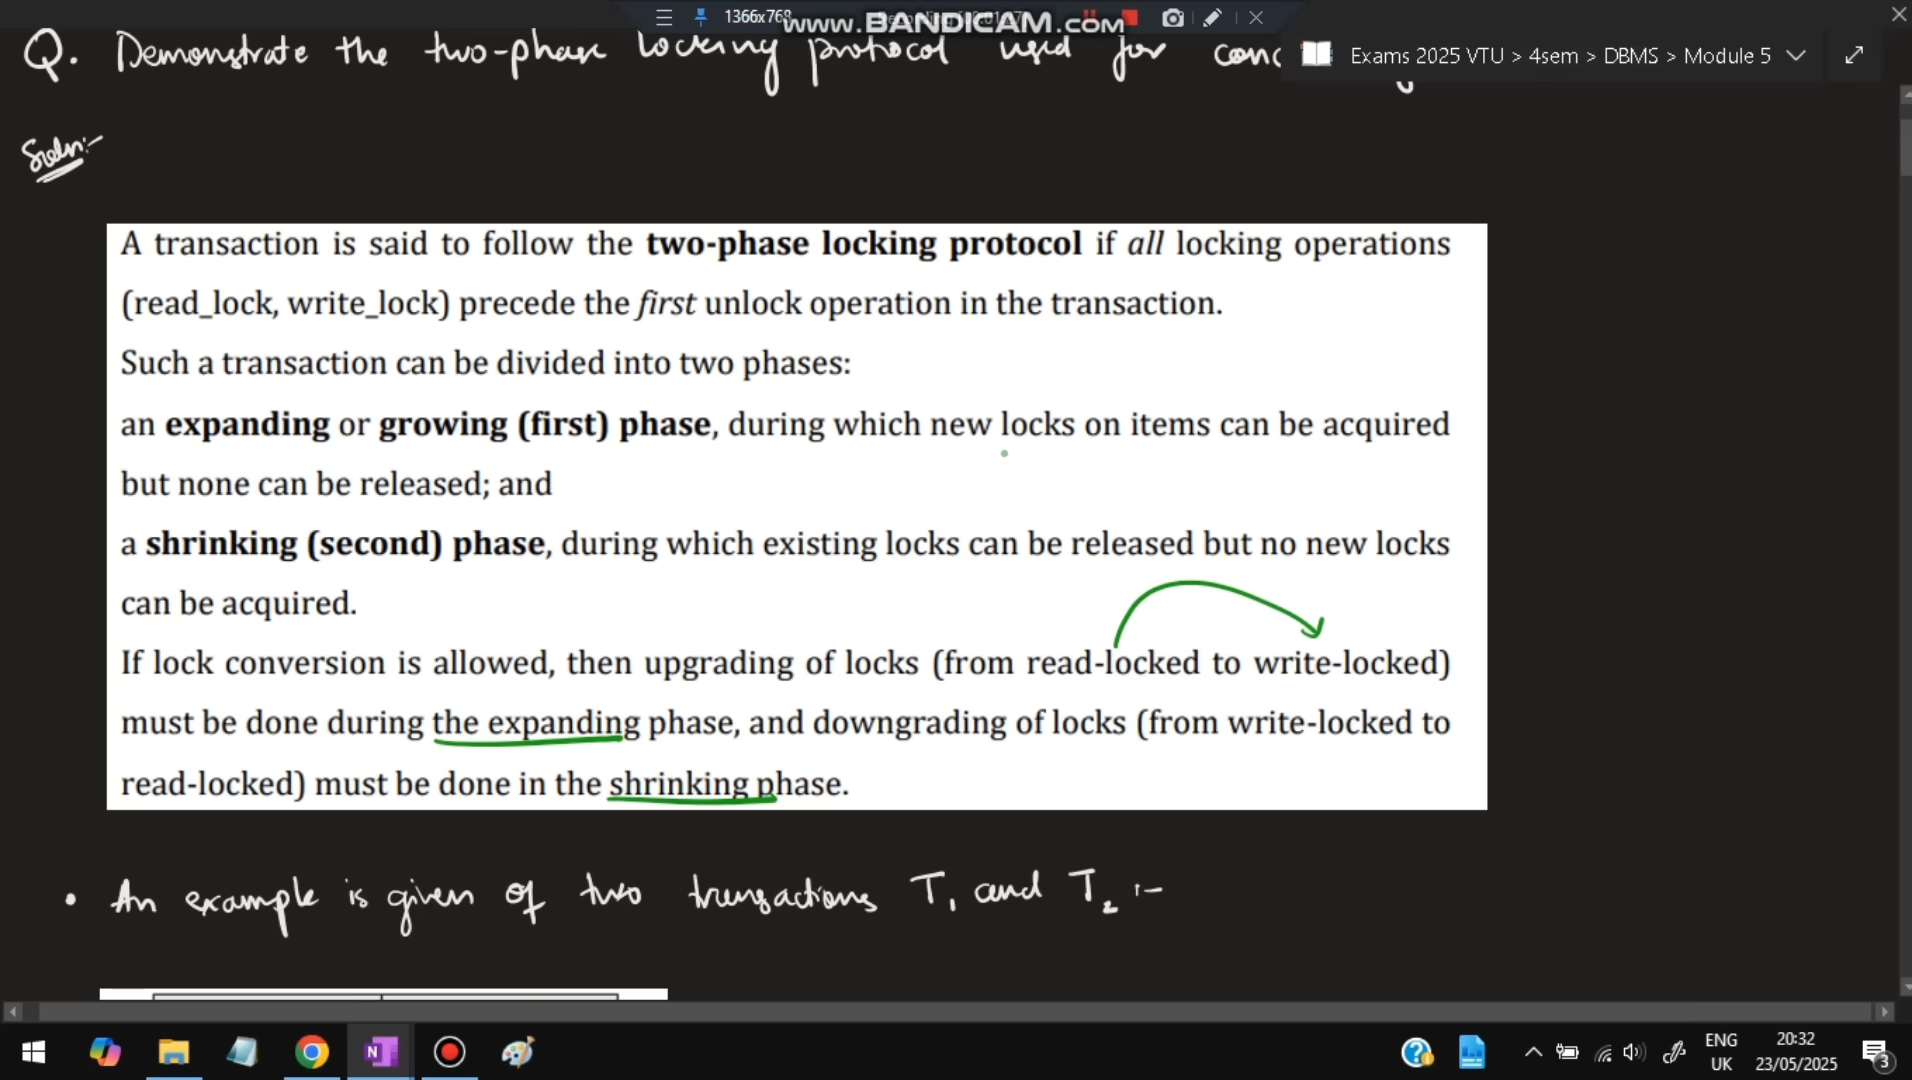 1366x768
www.BANDICAM.com
Q. Demonstrate the two-phase locking protocol used for
Exams 2025 VTU > 4sem > DBMS > Module 5
Soln:-
A transaction is said to follow the two-phase locking protocol if all locking operations
(read_lock, write_lock) precede the first unlock operation in the transaction.
Such a transaction can be divided into two phases:
an expanding or growing (first) phase, during which new locks on items can be acquired
but none can be released; and
a shrinking (second) phase, during which existing locks can be released but no new locks
can be acquired.
If lock conversion is allowed, then upgrading of locks (from read-locked to write-locked)
must be done during the expanding phase, and downgrading of locks (from write-locked to
read-locked) must be done in the shrinking phase.
• An example is given of two transactions T1 and T2 :-
ENG
UK
20:32
23/05/2025
3